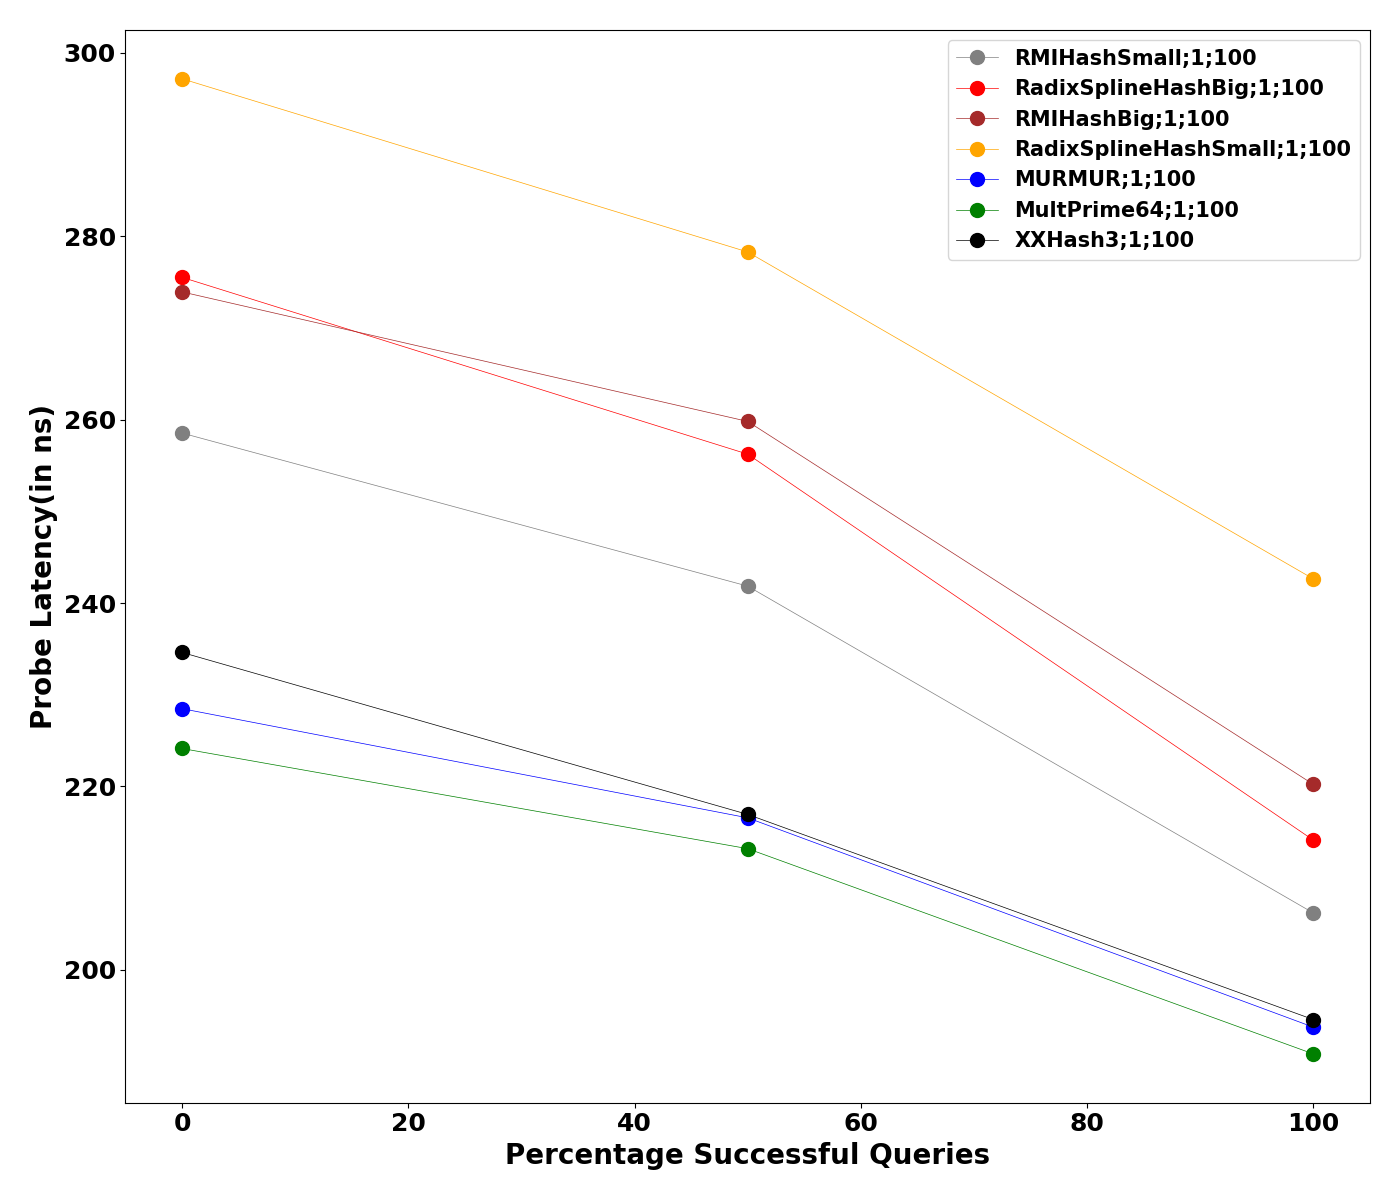 300
280
260
240
220
200
Probe Latency(in ns)
RMIHashSmall;1;100
RadixSplineHashBig;1;100
RMIHashBig;1;100
RadixSplineHashSmall;1;100
MURMUR;1;100
MultPrime64;1;100
XXHash3;1;100
0 20 40 60 80 100
Percentage Successful Queries